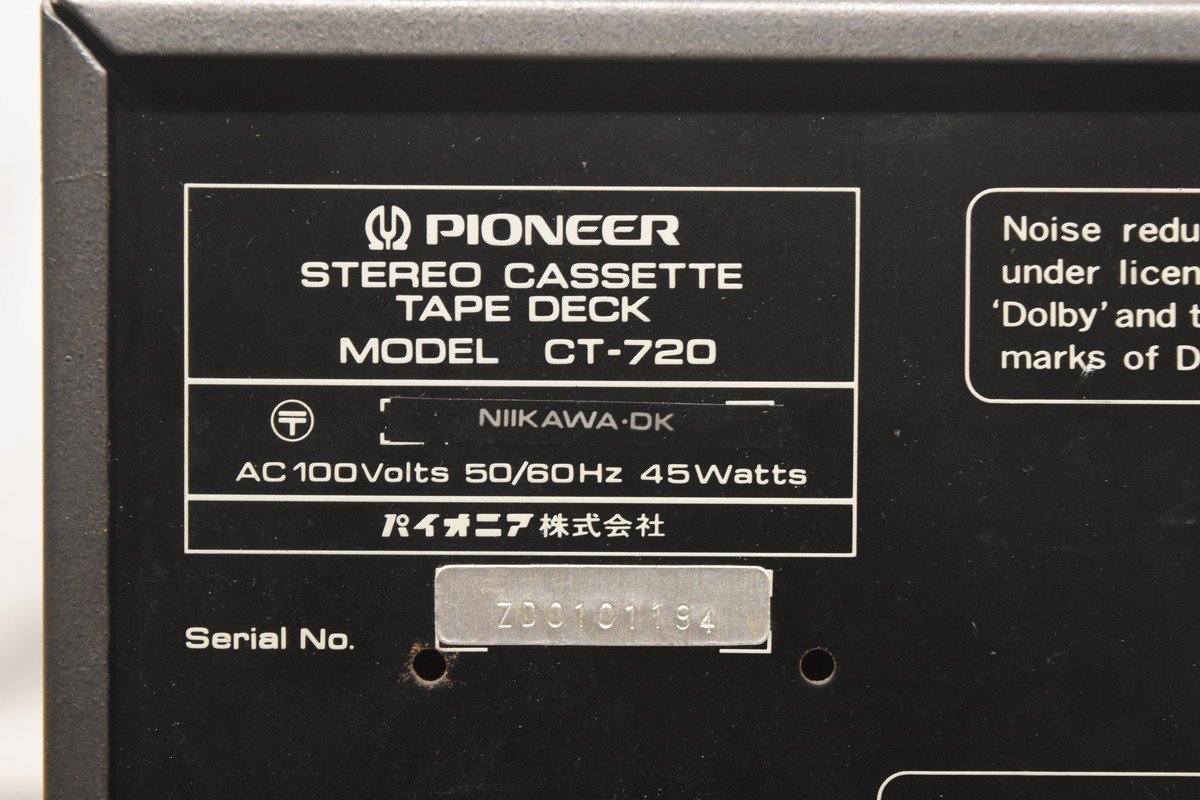 PIONEER
STEREO CASSETTE
TAPE DECK
MODEL CT-720
〒
NIIKAWA·DK
AC100Volts 50/60Hz 45Watts
パイオニア株式会社
Serial No.
ZD0101194
Noise redu
under licen
'Dolby' and t
marks of D